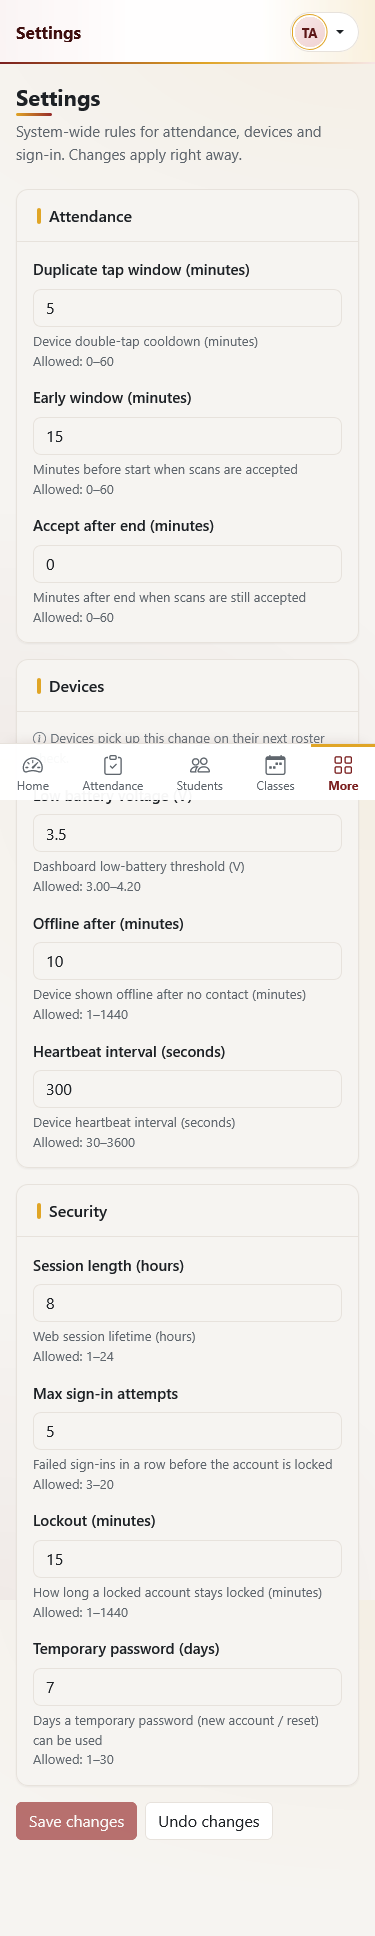 Settings
TA
Settings
System-wide rules for attendance, devices and
sign-in. Changes apply right away.
Attendance
Duplicate tap window (minutes)
5
Device double-tap cooldown (minutes)
Allowed: 0–60
Early window (minutes)
15
Minutes before start when scans are accepted
Allowed: 0–60
Accept after end (minutes)
0
Minutes after end when scans are still accepted
Allowed: 0–60
Devices
Devices pick up this change on their next roster
Home
Attendance
Students
Classes
More
Low battery voltage (V)
3.5
Dashboard low-battery threshold (V)
Allowed: 3.00–4.20
Offline after (minutes)
10
Device shown offline after no contact (minutes)
Allowed: 1–1440
Heartbeat interval (seconds)
300
Device heartbeat interval (seconds)
Allowed: 30–3600
Security
Session length (hours)
8
Web session lifetime (hours)
Allowed: 1–24
Max sign-in attempts
5
Failed sign-ins in a row before the account is locked
Allowed: 3–20
Lockout (minutes)
15
How long a locked account stays locked (minutes)
Allowed: 1–1440
Temporary password (days)
7
Days a temporary password (new account / reset)
can be used
Allowed: 1–30
Save changes
Undo changes